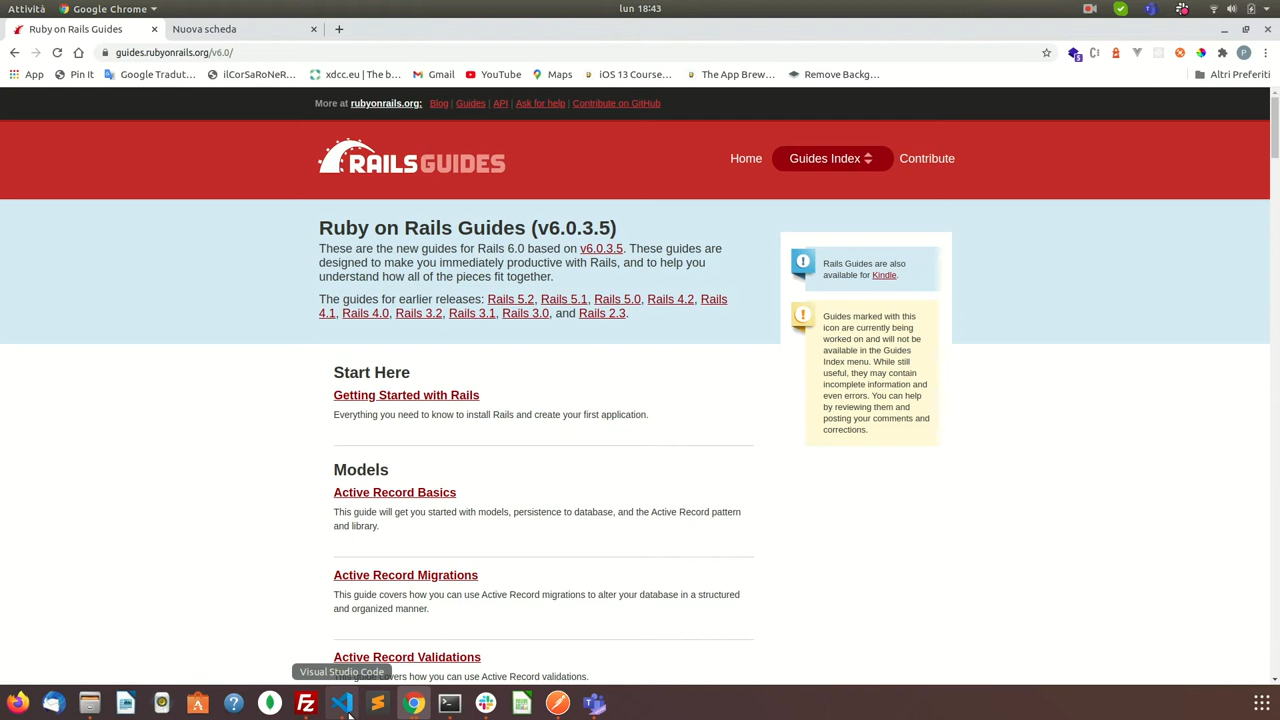 Attività
Google Chrome
lun 18:43
Ruby on Rails Guides
Nuova scheda
guides.rubyonrails.org/v6.0/
5
P
App
Pin It
Google Tradut…
ilCorSaRoNeR…
xdcc.eu | The b…
Gmail
YouTube
Maps
iOS 13 Course…
The App Brew…
Remove Backg…
Altri Preferiti
More at rubyonrails.org: Blog | Guides | API | Ask for help | Contribute on GitHub
RAILSGUIDES
Home
Guides Index
Contribute
Ruby on Rails Guides (v6.0.3.5)
These are the new guides for Rails 6.0 based on v6.0.3.5. These guides are
designed to make you immediately productive with Rails, and to help you
understand how all of the pieces fit together.
The guides for earlier releases: Rails 5.2, Rails 5.1, Rails 5.0, Rails 4.2, Rails
4.1, Rails 4.0, Rails 3.2, Rails 3.1, Rails 3.0, and Rails 2.3.
Rails Guides are also
available for Kindle.
Guides marked with this
icon are currently being
worked on and will not be
available in the Guides
Index menu. While still
useful, they may contain
incomplete information and
even errors. You can help
by reviewing them and
posting your comments and
corrections.
Start Here
Getting Started with Rails
Everything you need to know to install Rails and create your first application.
Models
Active Record Basics
This guide will get you started with models, persistence to database, and the Active Record pattern
and library.
Active Record Migrations
This guide covers how you can use Active Record migrations to alter your database in a structured
and organized manner.
Active Record Validations
guide covers how you can use Active Record validations.
Visual Studio Code